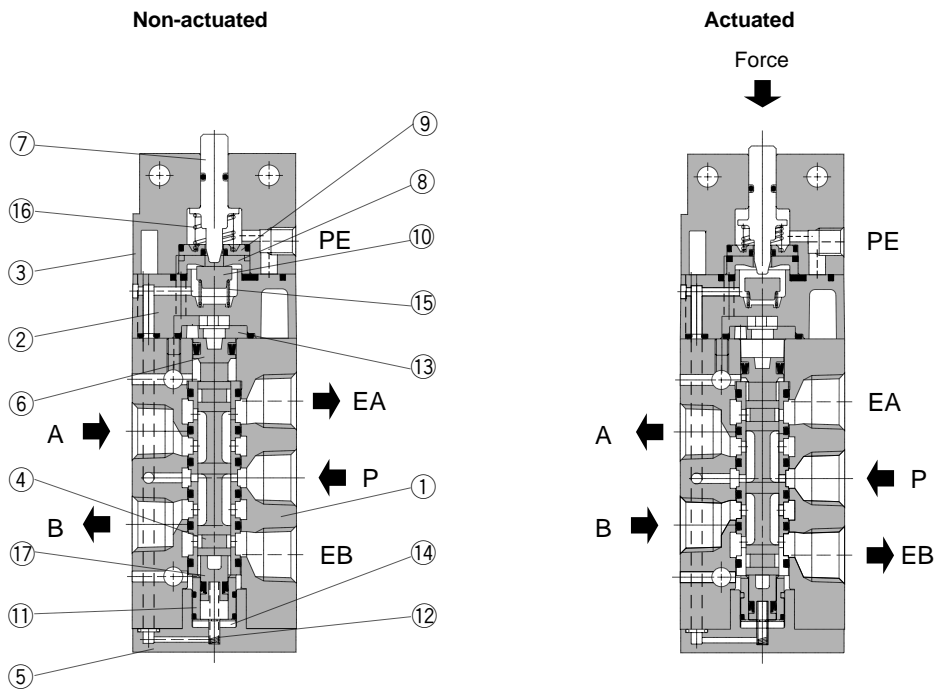 Non-actuated
Actuated
Force
⑦
⑨
⑧
⑯
PE
PE
⑩
③
⑮
②
⑬
⑥
EA
EA
A
A
P
P
①
④
B
B
EB
EB
⑰
⑭
⑪
⑫
⑤